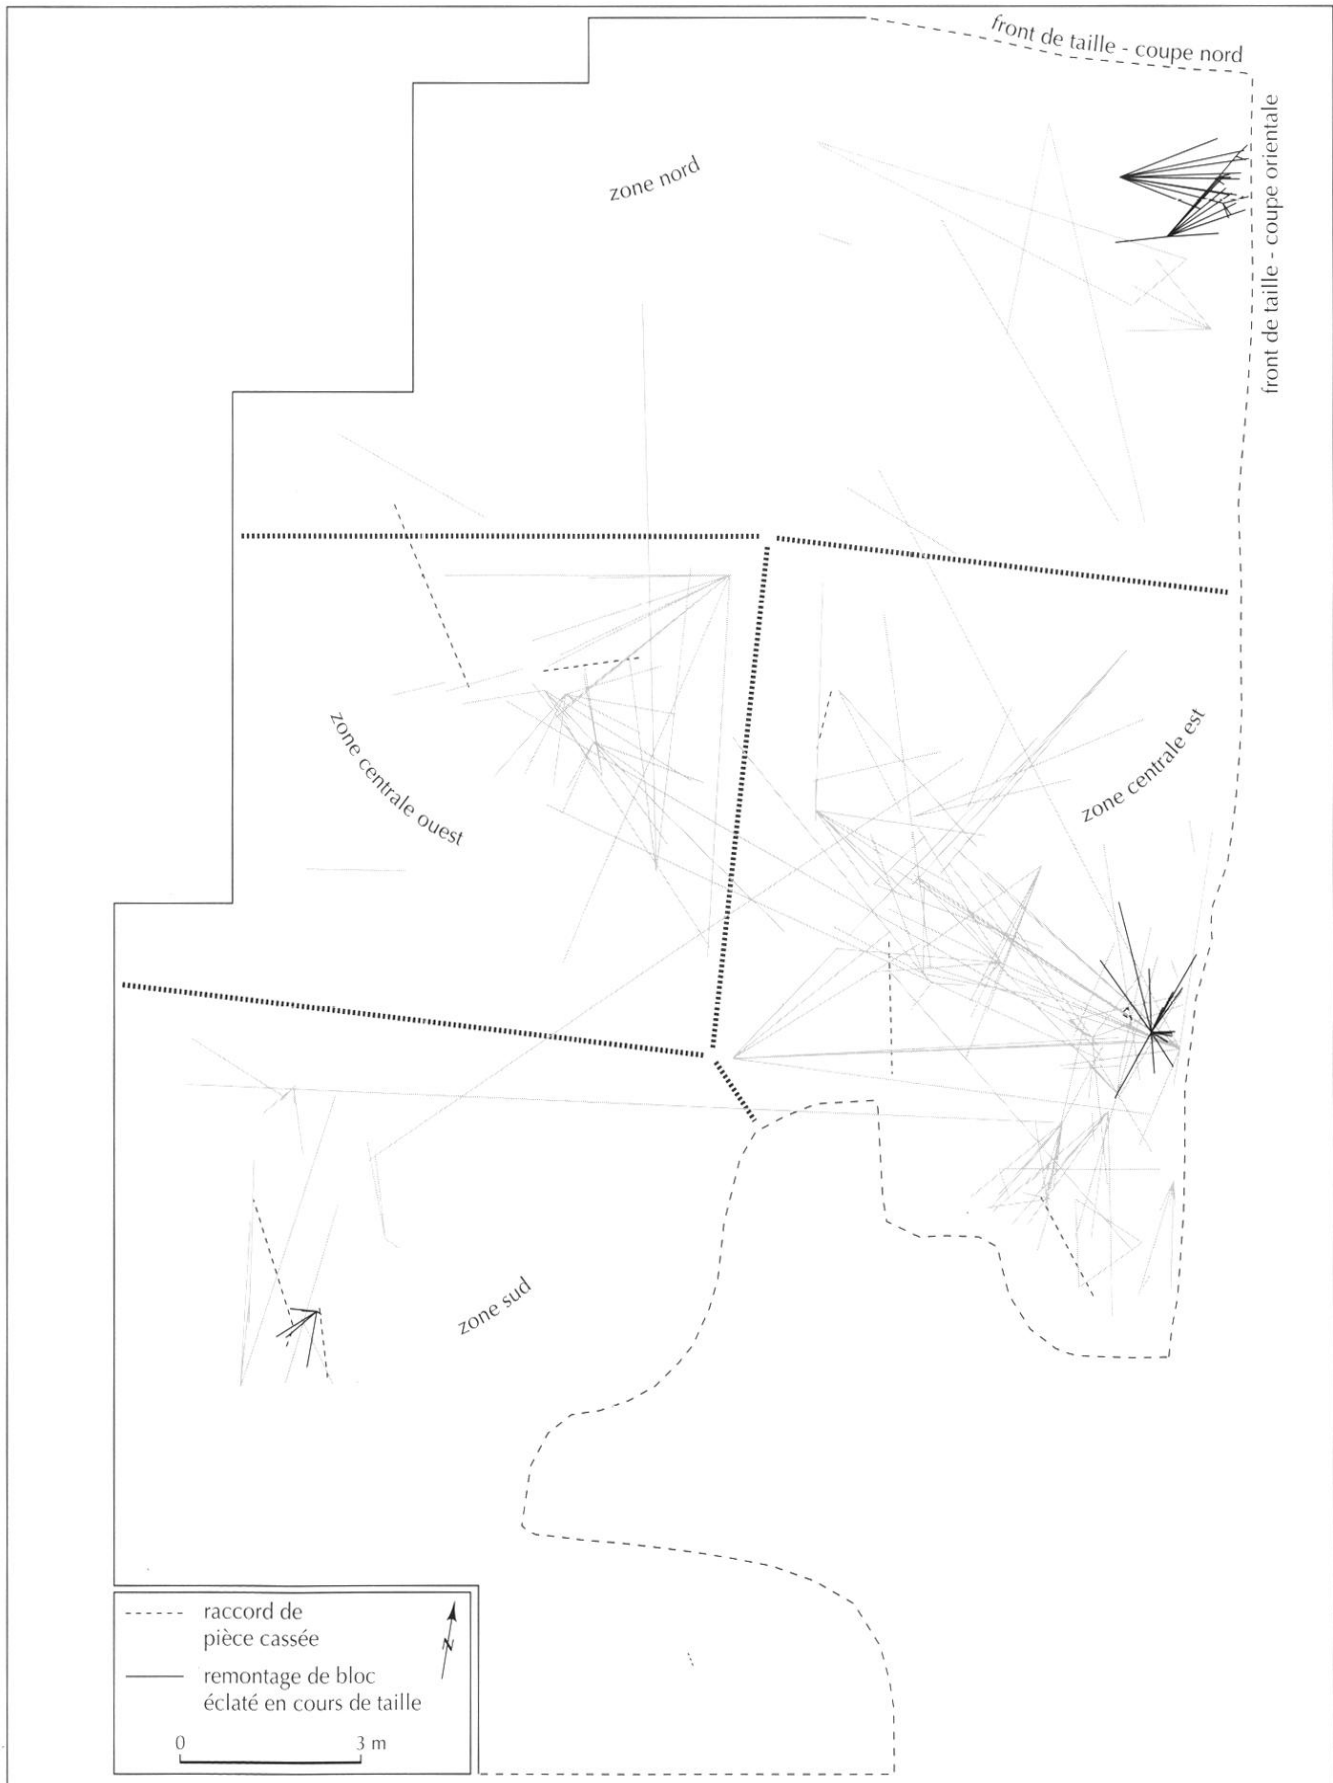 front de taille - coupe nord
front de taille - coupe orientale
zone nord
zone centrale ouest
zone centrale est
zone sud
raccord de
pièce cassée
N
remontage de bloc
éclaté en cours de taille
0 3 m